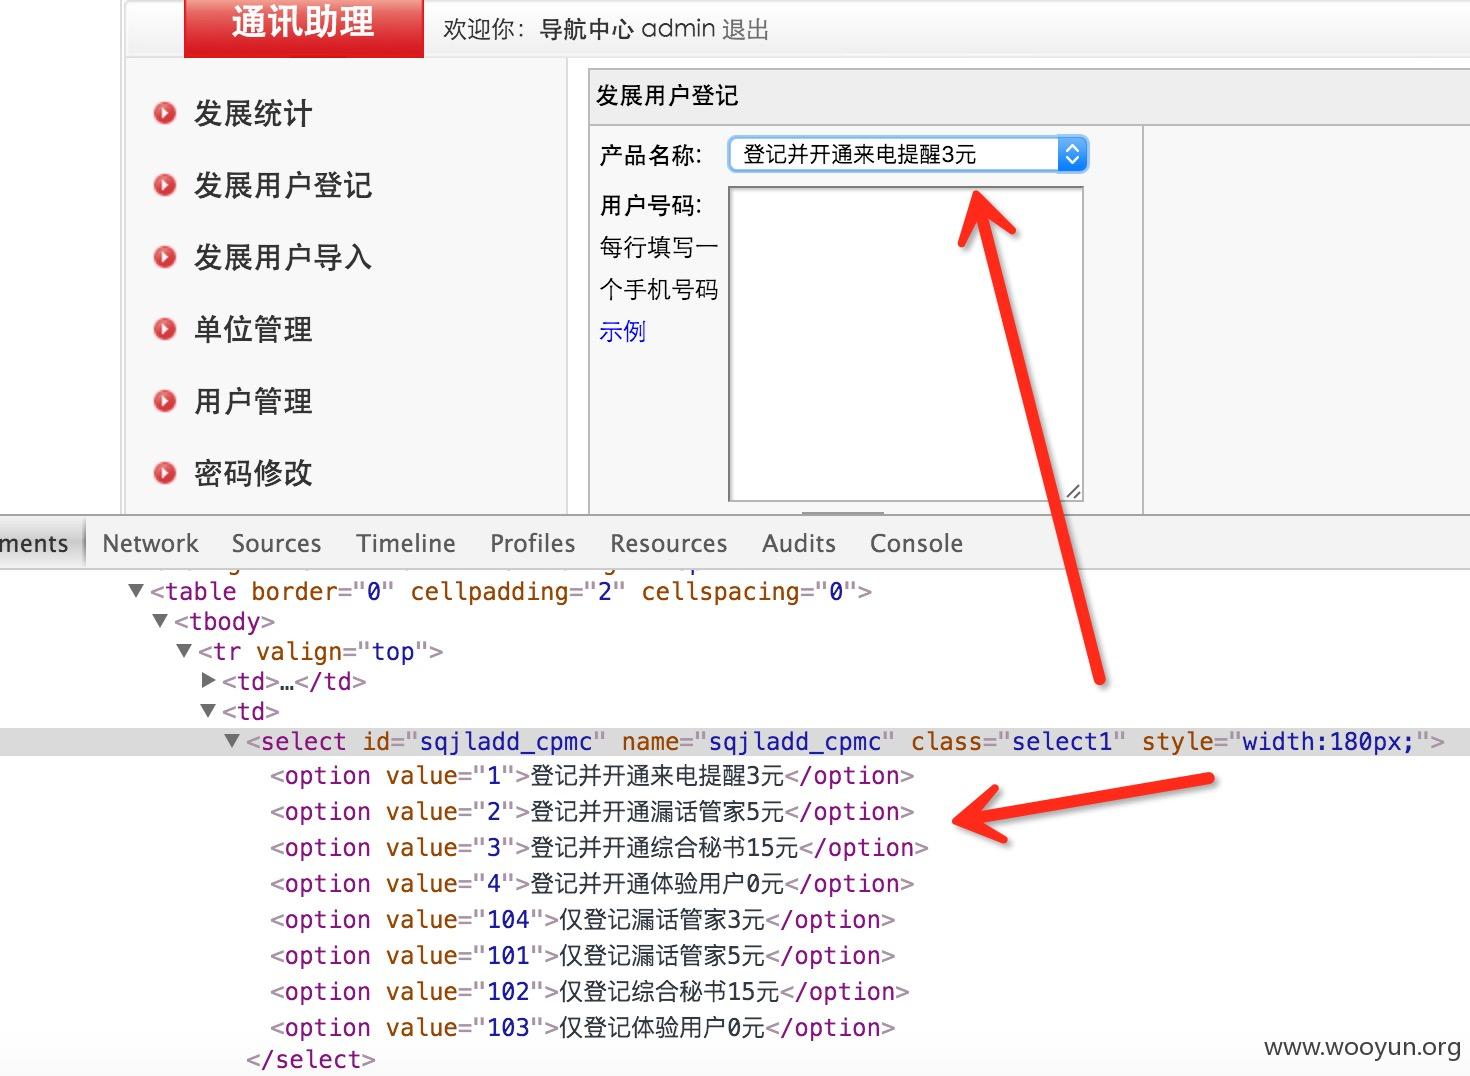 通讯助理 欢迎你：导航中心 admin 退出
发展统计
发展用户登记
发展用户导入
单位管理
用户管理
密码修改
发展用户登记
产品名称: 登记并开通来电提醒3元
用户号码:
每行填写一
个手机号码
示例
ments Network Sources Timeline Profiles Resources Audits Console
<table border="0" cellpadding="2" cellspacing="0">
<tbody>
<tr valign="top">
<td>…</td>
<td>
<select id="sqjladd_cpmc" name="sqjladd_cpmc" class="select1" style="width:180px;">
<option value="1">登记并开通来电提醒3元</option>
<option value="2">登记并开通漏话管家5元</option>
<option value="3">登记并开通综合秘书15元</option>
<option value="4">登记并开通体验用户0元</option>
<option value="104">仅登记漏话管家3元</option>
<option value="101">仅登记漏话管家5元</option>
<option value="102">仅登记综合秘书15元</option>
<option value="103">仅登记体验用户0元</option>
</select>
www.wooyun.org